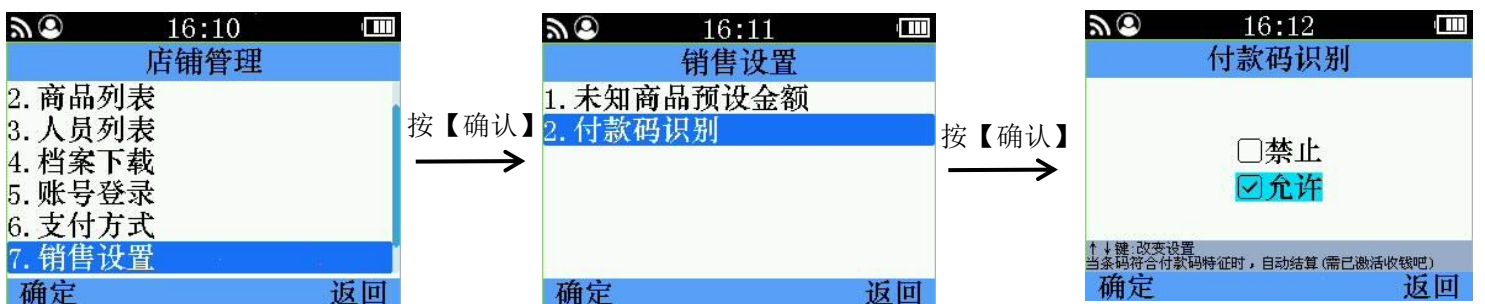 16:10
店铺管理
2.商品列表
3.人员列表
4.档案下载
5.账号登录
6.支付方式
7.销售设置
确定 返回
按【确认】
16:11
销售设置
1.未知商品预设金额
2.付款码识别
确定 返回
按【确认】
16:12
付款码识别
禁止
允许
↑↓键:改变设置
当条码符合付款码特征时，自动结算(需已激活收钱吧)
确定 返回